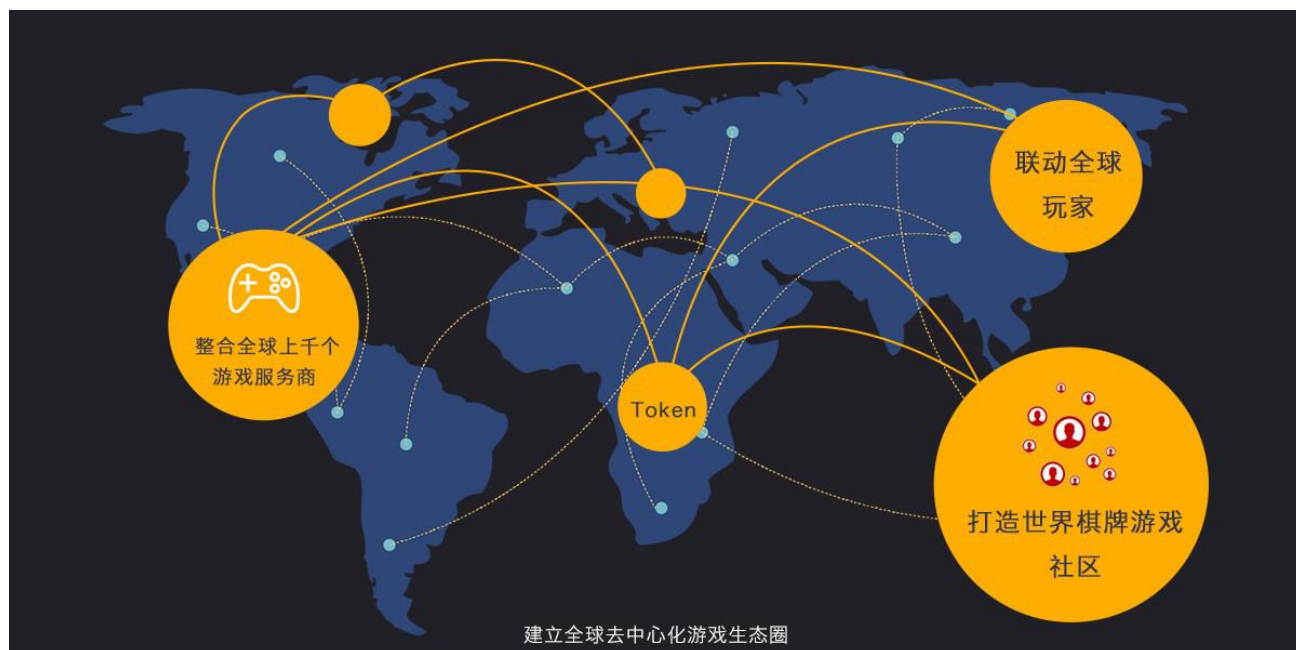 联动全球
玩家
整合全球上千个
游戏服务商
Token
打造世界棋牌游戏
社区
建立全球去中心化游戏生态圈